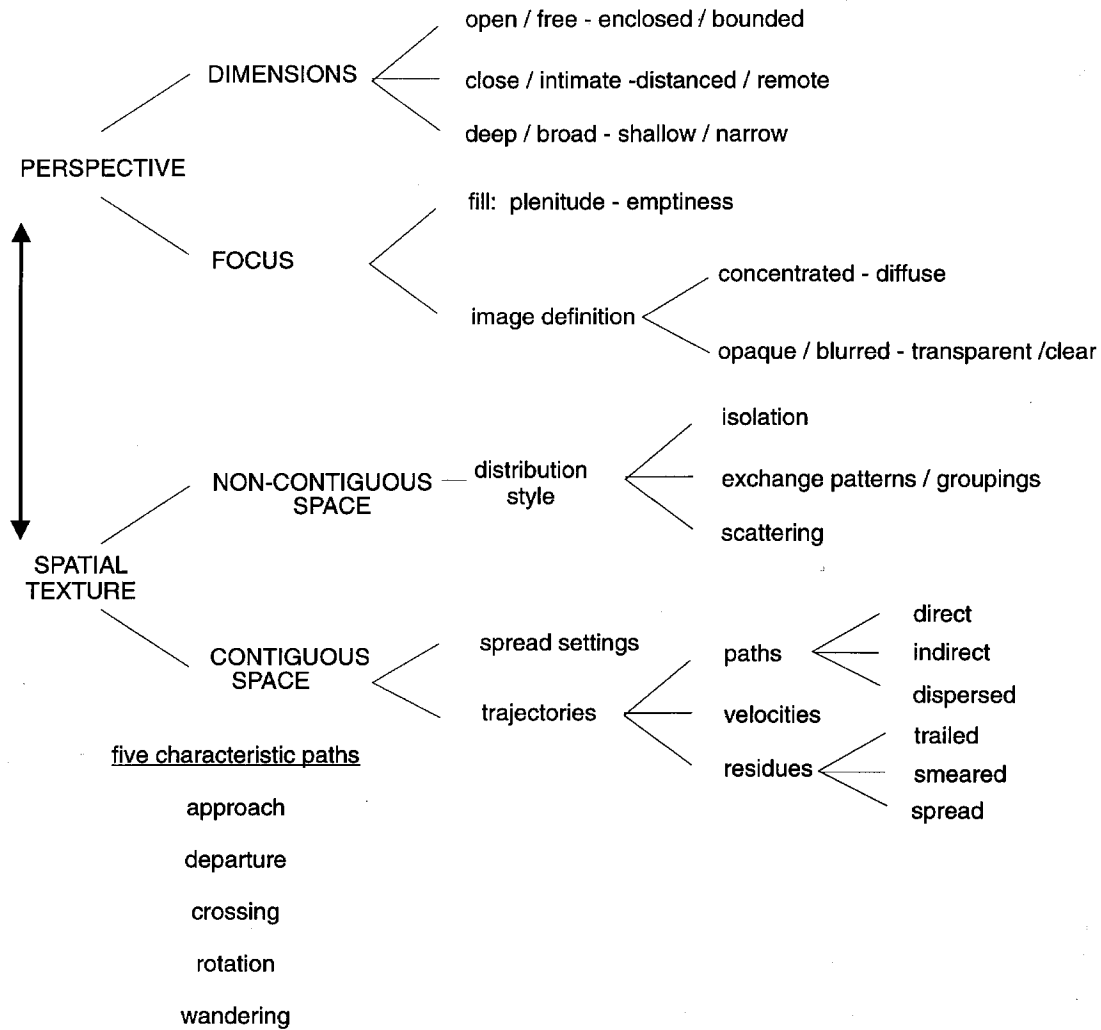 open / free - enclosed / bounded
DIMENSIONS
close / intimate -distanced / remote
deep / broad - shallow / narrow
PERSPECTIVE
fill: plenitude - emptiness
FOCUS
concentrated - diffuse
image definition
opaque / blurred - transparent /clear
isolation
NON-CONTIGUOUS
SPACE
distribution
style
exchange patterns / groupings
scattering
SPATIAL
TEXTURE
CONTIGUOUS
SPACE
spread settings
trajectories
paths
direct
indirect
dispersed
velocities
residues
trailed
smeared
spread
five characteristic paths
approach
departure
crossing
rotation
wandering